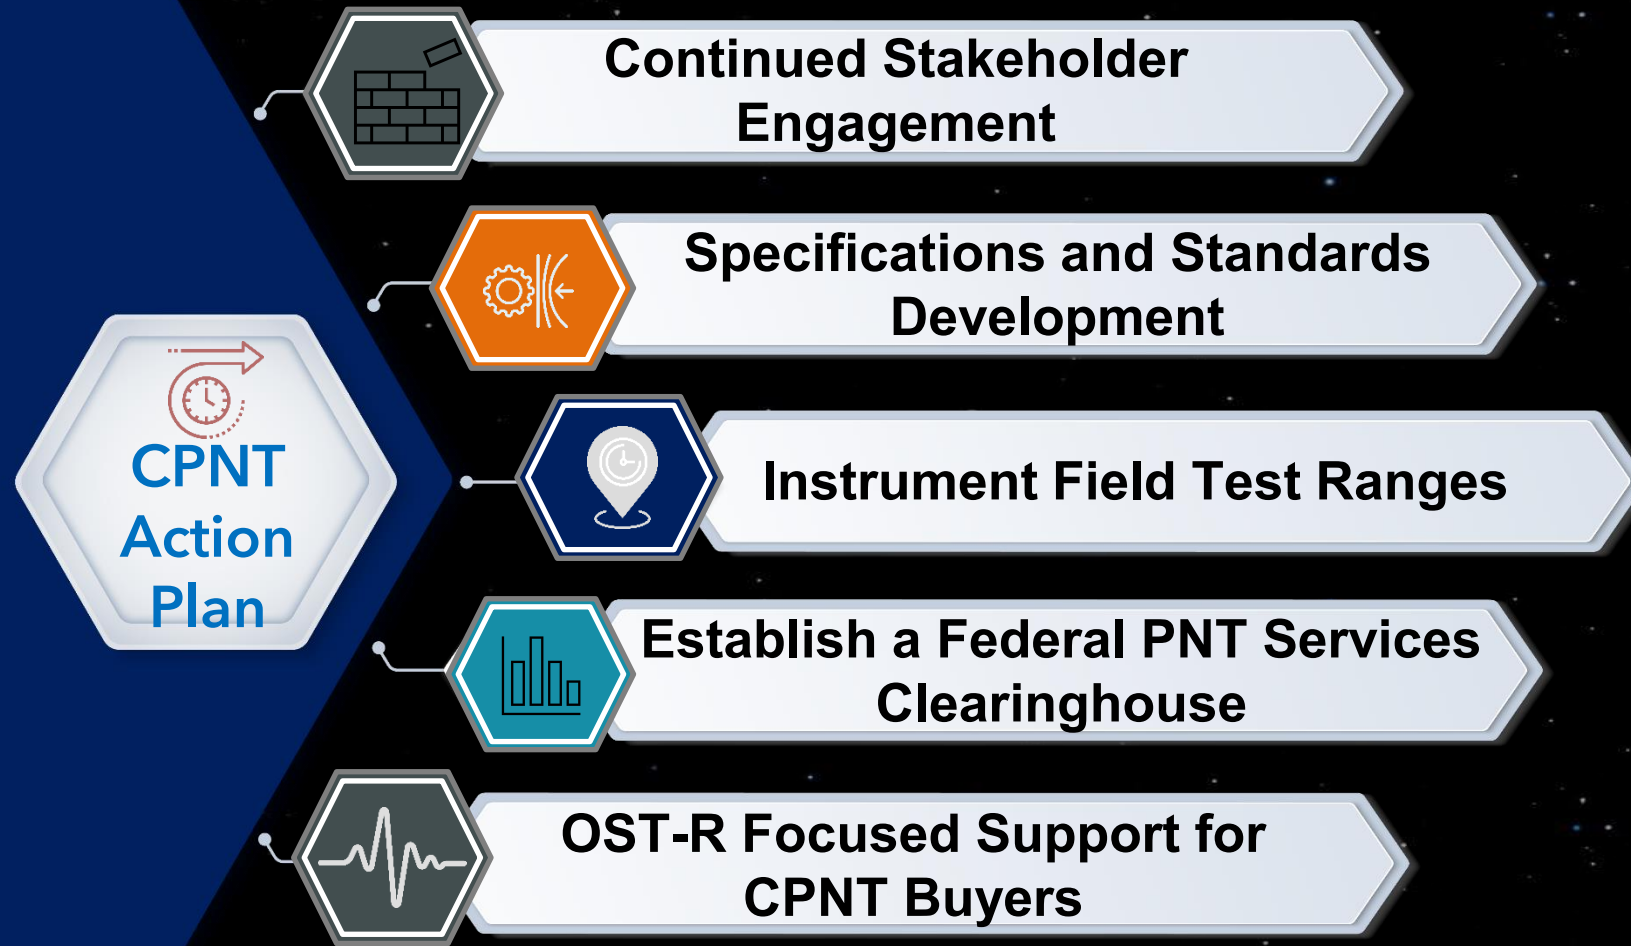 CPNT
Action
Plan
Continued Stakeholder
Engagement
Specifications and Standards
Development
Instrument Field Test Ranges
Establish a Federal PNT Services
Clearinghouse
OST-R Focused Support for
CPNT Buyers